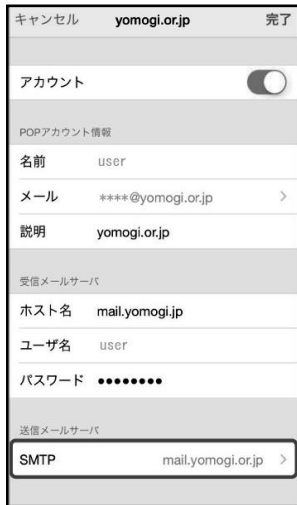 キャンセル yomogi.or.jp 完了
アカウント
POPアカウント情報
名前 user
メール ****@yomogi.or.jp >
説明 yomogi.or.jp
受信メールサーバ
ホスト名 mail.yomogi.jp
ユーザ名 user
パスワード ●●●●●●●●
送信メールサーバ
SMTP mail.yomogi.or.jp >